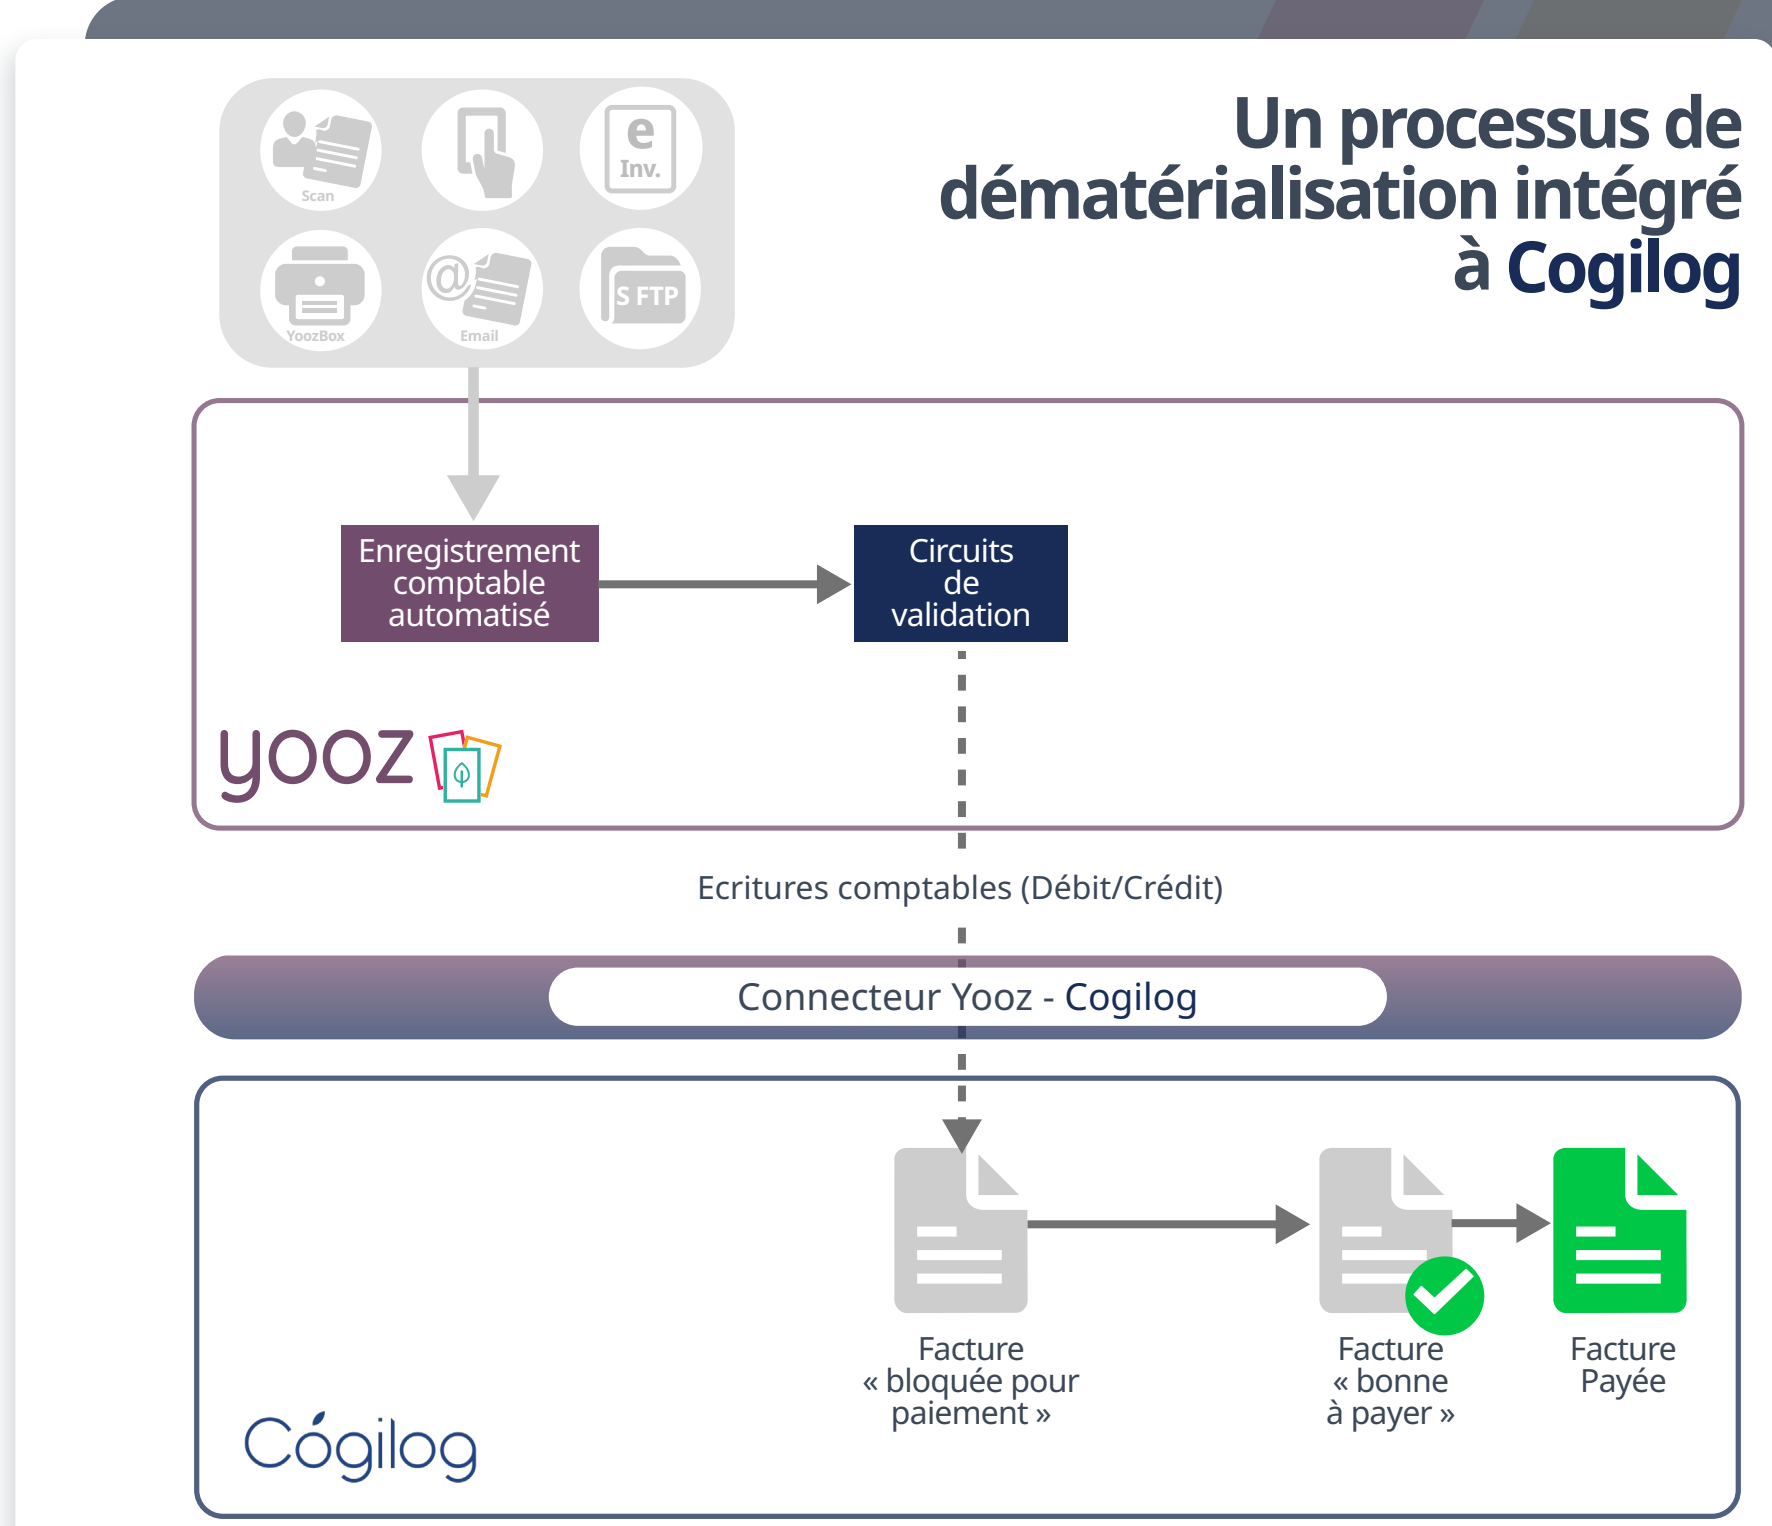 Un processus de
dématérialisation intégré
à Cogilog
Scan
e
Inv.
YoozBox
@
Email
S FTP
Enregistrement
comptable
automatisé
Circuits
de
validation
yooz
Ecritures comptables (Débit/Crédit)
Connecteur Yooz - Cogilog
Facture
« bloquée pour
paiement »
Facture
« bonne
à payer »
Facture
Payée
Cogilog